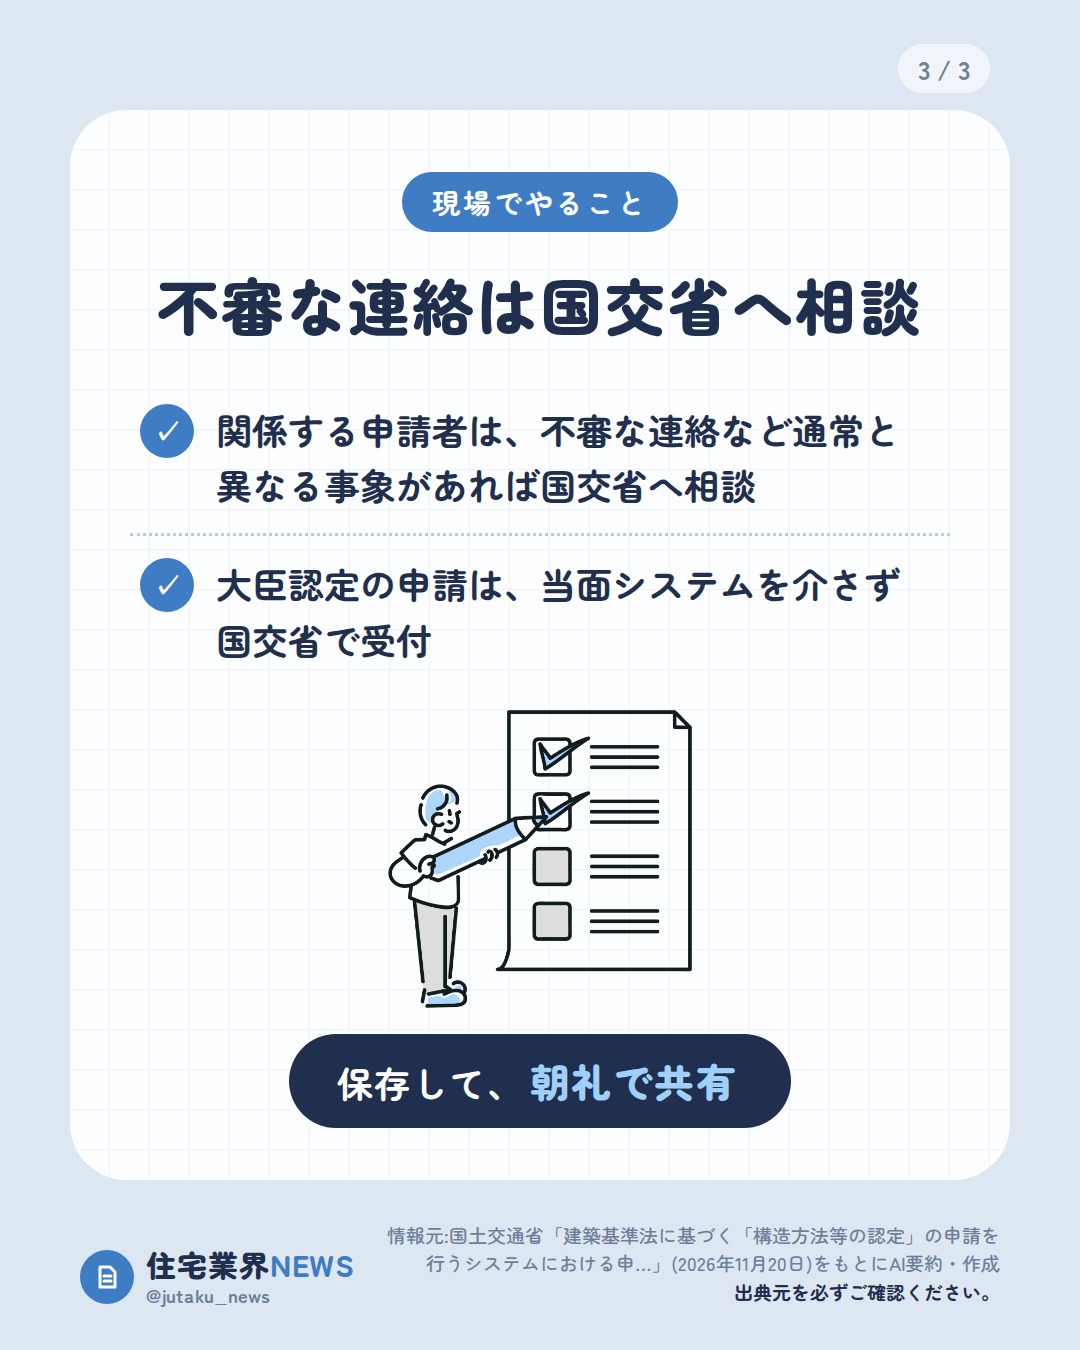 3 / 3
現場でやること
不審な連絡は国交省へ相談
関係する申請者は、不審な連絡など通常と
異なる事象があれば国交省へ相談
大臣認定の申請は、当面システムを介さず
国交省で受付
保存して、朝礼で共有
住宅業界NEWS
@jutaku_news
情報元:国土交通省「建築基準法に基づく「構造方法等の認定」の申請を
行うシステムにおける申…」(2026年11月20日)をもとにAI要約・作成
出典元を必ずご確認ください。